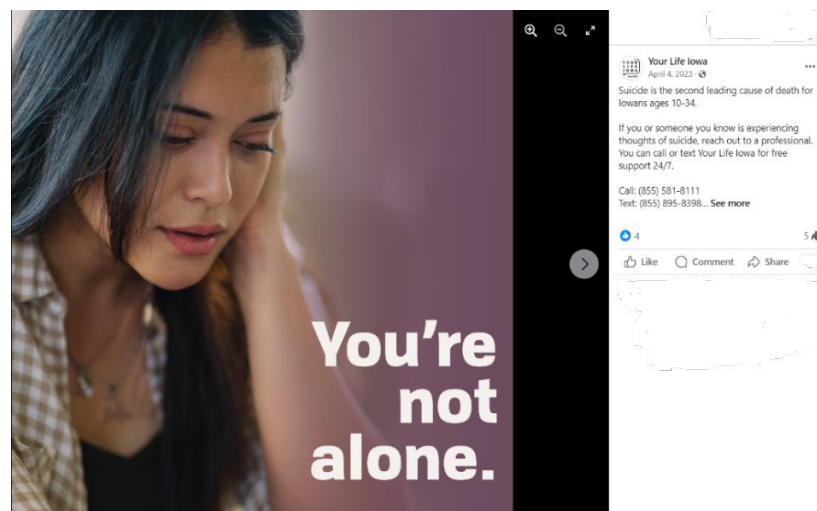 You're
not
alone.
Your Life Iowa
April 4, 2023 ·
Suicide is the second leading cause of death for
Iowans ages 10-34.
If you or someone you know is experiencing
thoughts of suicide, reach out to a professional.
You can call or text Your Life Iowa for free
support 24/7.
Call: (855) 581-8111
Text: (855) 895-8398... See more
4
5
Like Comment Share